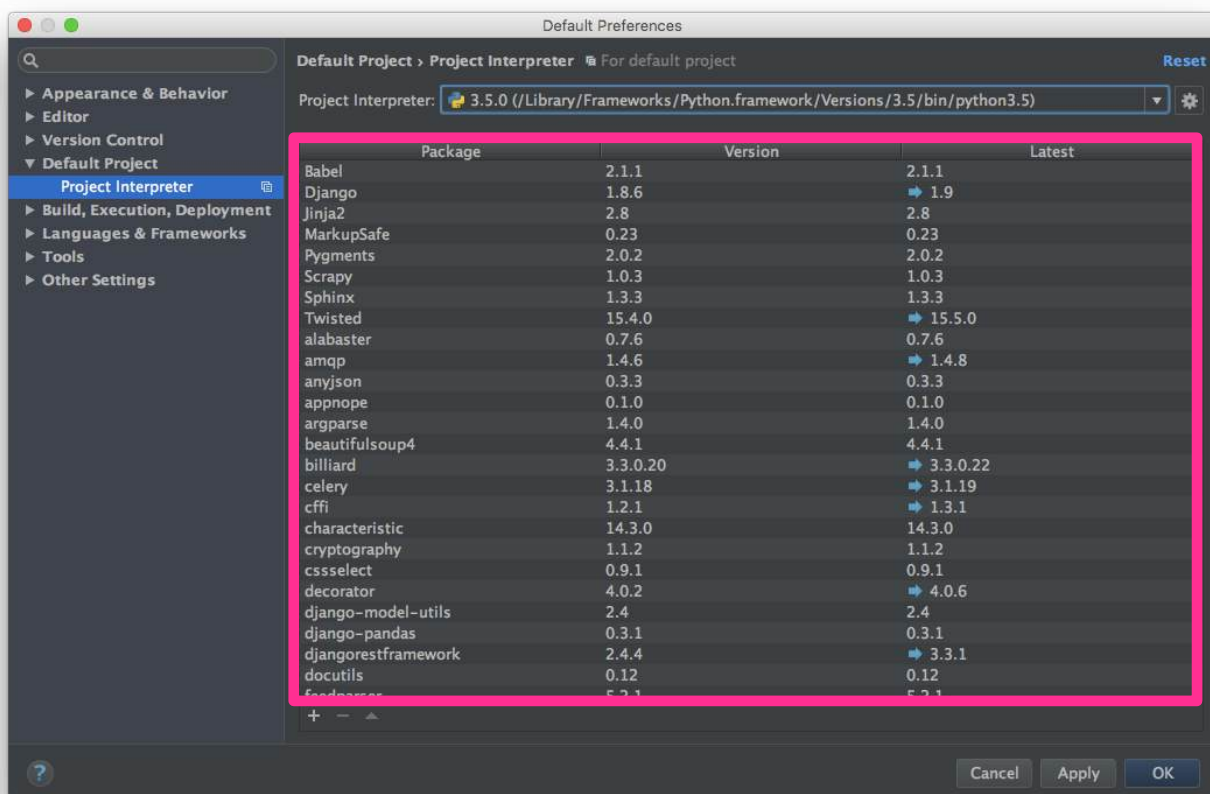 Default Preferences
Default Project › Project Interpreter For default project Reset
Appearance & Behavior
Editor
Version Control
Default Project
Project Interpreter
Build, Execution, Deployment
Languages & Frameworks
Tools
Other Settings
Project Interpreter: 3.5.0 (/Library/Frameworks/Python.framework/Versions/3.5/bin/python3.5)
Package Version Latest
Babel 2.1.1 2.1.1
Django 1.8.6 1.9
Jinja2 2.8 2.8
MarkupSafe 0.23 0.23
Pygments 2.0.2 2.0.2
Scrapy 1.0.3 1.0.3
Sphinx 1.3.3 1.3.3
Twisted 15.4.0 15.5.0
alabaster 0.7.6 0.7.6
amqp 1.4.6 1.4.8
anyjson 0.3.3 0.3.3
appnope 0.1.0 0.1.0
argparse 1.4.0 1.4.0
beautifulsoup4 4.4.1 4.4.1
billiard 3.3.0.20 3.3.0.22
celery 3.1.18 3.1.19
cffi 1.2.1 1.3.1
characteristic 14.3.0 14.3.0
cryptography 1.1.2 1.1.2
cssselect 0.9.1 0.9.1
decorator 4.0.2 4.0.6
django-model-utils 2.4 2.4
django-pandas 0.3.1 0.3.1
djangorestframework 2.4.4 3.3.1
docutils 0.12 0.12
feedparser 5.2.1 5.2.1
Cancel Apply OK